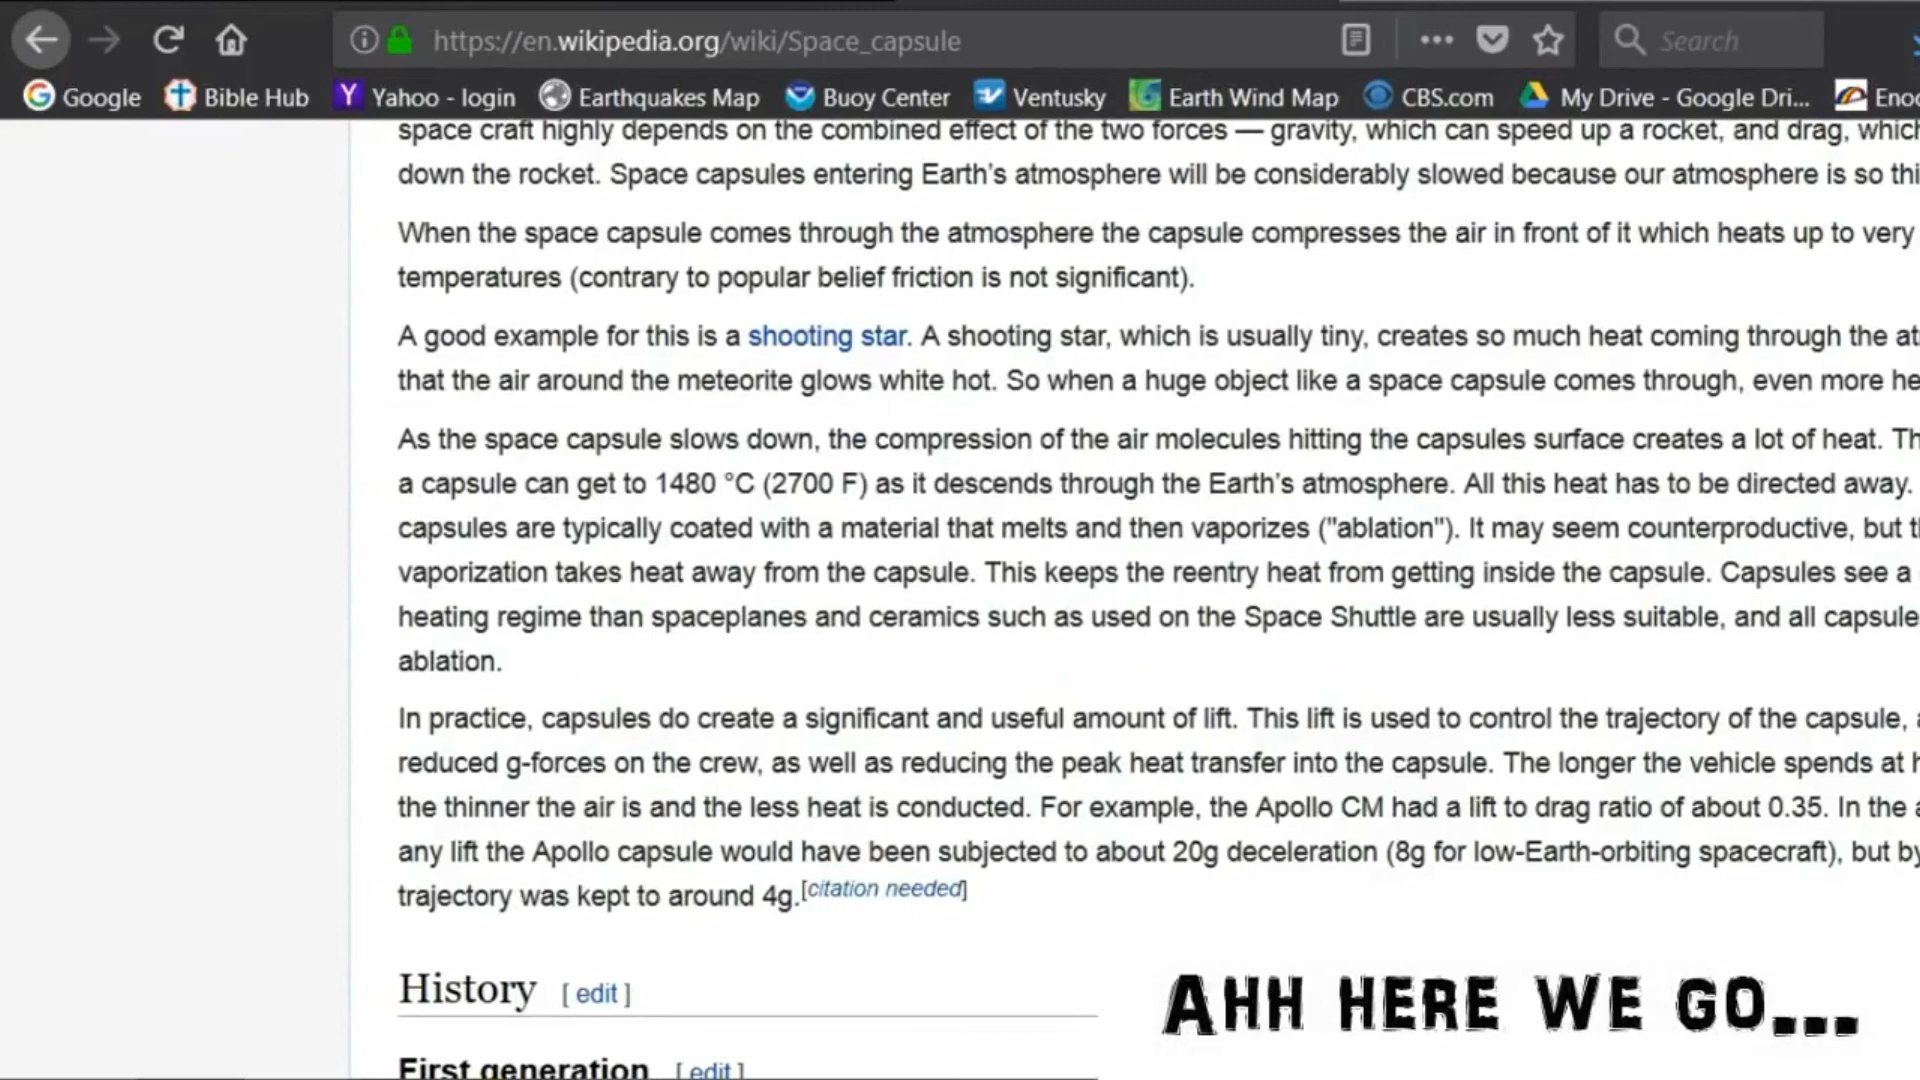 https://en.wikipedia.org/wiki/Space_capsule
Search
Google Bible Hub Yahoo - login Earthquakes Map Buoy Center Ventusky Earth Wind Map CBS.com My Drive - Google Dri...
space craft highly depends on the combined effect of the two forces — gravity, which can speed up a rocket, and drag, which
down the rocket. Space capsules entering Earth's atmosphere will be considerably slowed because our atmosphere is so
When the space capsule comes through the atmosphere the capsule compresses the air in front of it which heats up to very
temperatures (contrary to popular belief friction is not significant).
A good example for this is a shooting star. A shooting star, which is usually tiny, creates so much heat coming through the
that the air around the meteorite glows white hot. So when a huge object like a space capsule comes through, even more
As the space capsule slows down, the compression of the air molecules hitting the capsules surface creates a lot of heat.
a capsule can get to 1480 °C (2700 F) as it descends through the Earth's atmosphere. All this heat has to be directed away.
capsules are typically coated with a material that melts and then vaporizes ("ablation"). It may seem counterproductive, but
vaporization takes heat away from the capsule. This keeps the reentry heat from getting inside the capsule. Capsules see a
heating regime than spaceplanes and ceramics such as used on the Space Shuttle are usually less suitable, and all capsule
ablation.
In practice, capsules do create a significant and useful amount of lift. This lift is used to control the trajectory of the capsule,
reduced g-forces on the crew, as well as reducing the peak heat transfer into the capsule. The longer the vehicle spends at
the thinner the air is and the less heat is conducted. For example, the Apollo CM had a lift to drag ratio of about 0.35. In the
any lift the Apollo capsule would have been subjected to about 20g deceleration (8g for low-Earth-orbiting spacecraft), but by
trajectory was kept to around 4g.[citation needed]
History [ edit ]
AHH HERE WE GO...
First generation [ edit ]